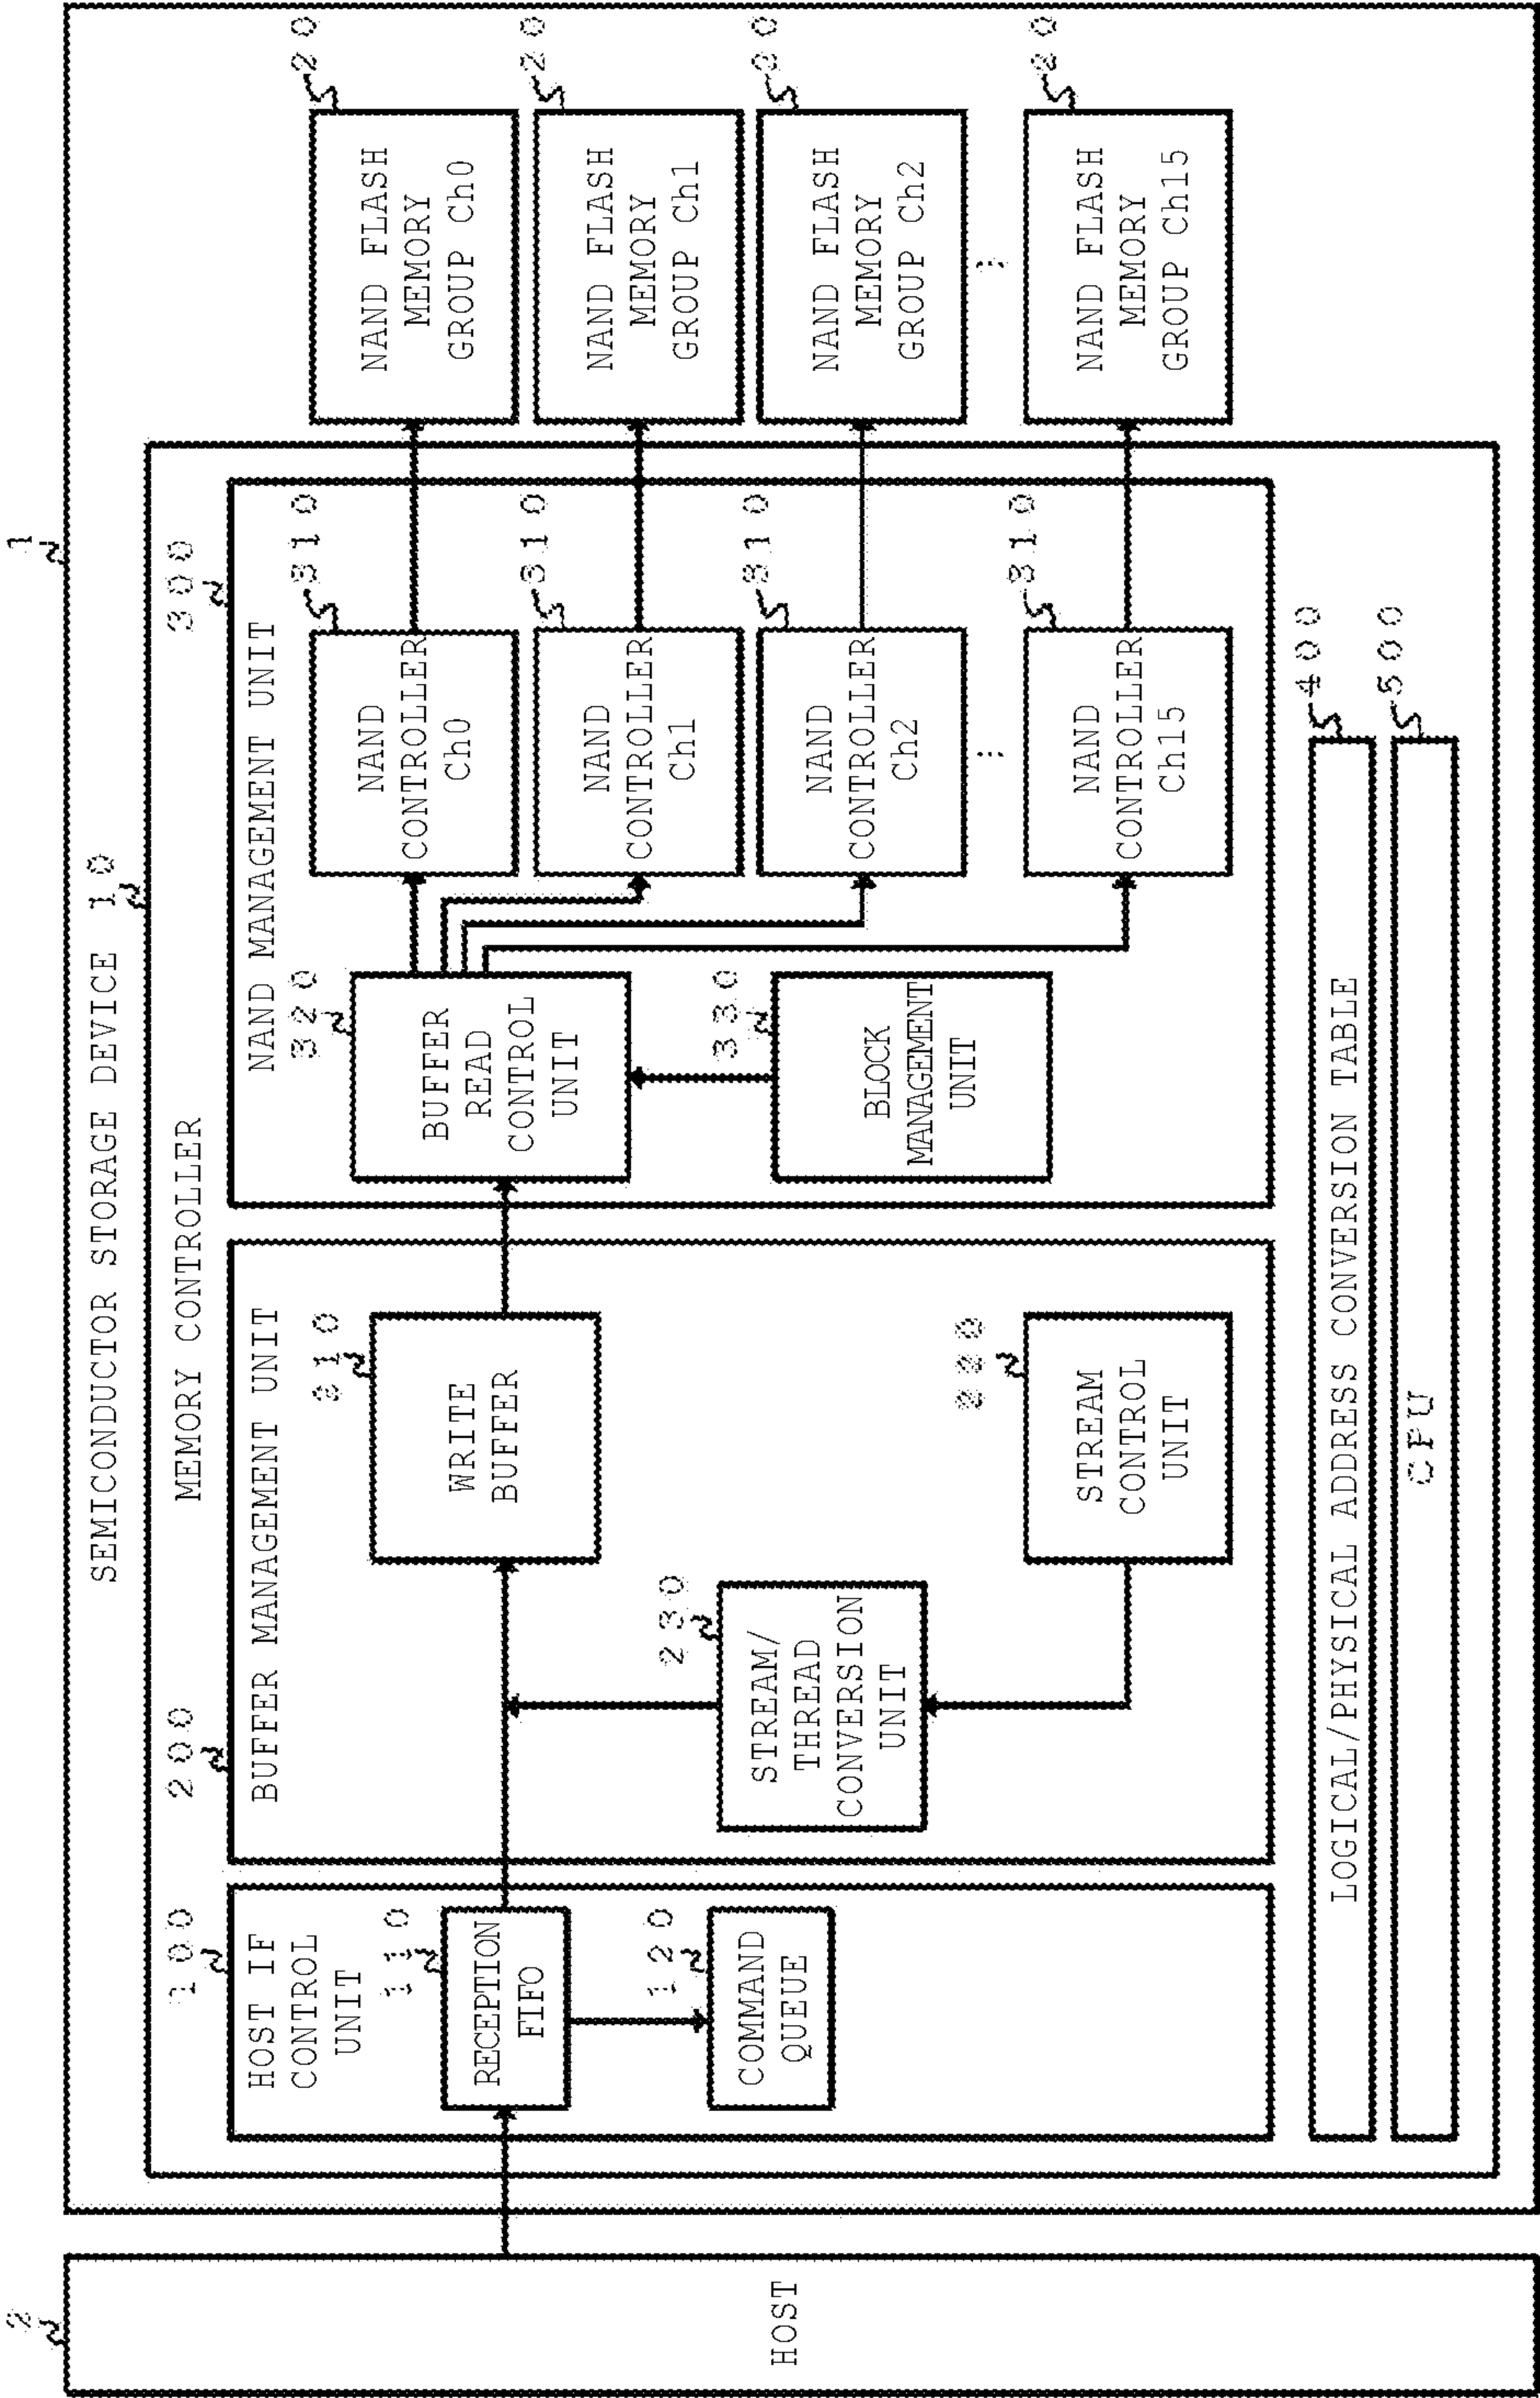 2
1
SEMICONDUCTOR STORAGE DEVICE
10
MEMORY CONTROLLER
100
HOST IF
CONTROL
UNIT
110
RECEPTION
FIFO
120
COMMAND
QUEUE
200
BUFFER MANAGEMENT UNIT
210
WRITE
BUFFER
230
STREAM/
THREAD
CONVERSION
UNIT
220
STREAM
CONTROL
UNIT
300
NAND MANAGEMENT UNIT
320
BUFFER
READ
CONTROL
UNIT
330
BLOCK
MANAGEMENT
UNIT
310
NAND
CONTROLLER
Ch0
310
NAND
CONTROLLER
Ch1
310
NAND
CONTROLLER
Ch2
310
NAND
CONTROLLER
Ch15
20
NAND FLASH
MEMORY
GROUP Ch0
20
NAND FLASH
MEMORY
GROUP Ch1
20
NAND FLASH
MEMORY
GROUP Ch2
20
NAND FLASH
MEMORY
GROUP Ch15
400
LOGICAL/PHYSICAL ADDRESS CONVERSION TABLE
500
CPU
HOST